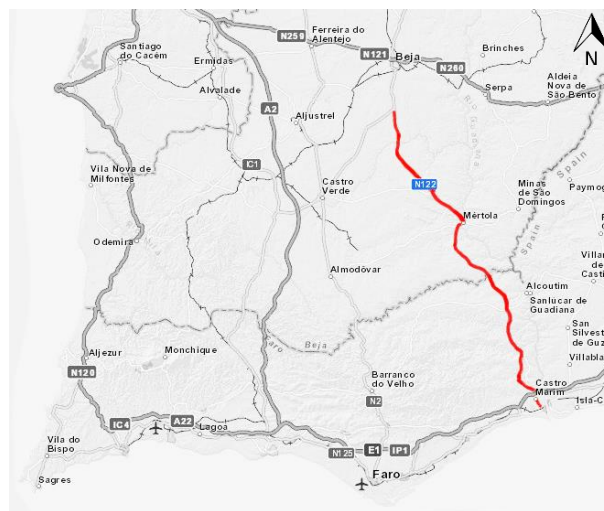 N259
Ferreira do
Alentejo
N121
Beja
Brinches
N
Santiago
do Cacém
Ermidas
N260
Alvalade
Serpa
Aldeia
Nova de
São Bento
A2
Aljustrel
IC1
Spain
Vila Nova de
Milfontes
Castro
Verde
N122
Minas
de São
Domingos
Paymog
Mértola
Odemira
Spain
Almodôvar
Alcoutim
Sanlúcar de
Guadiana
Villan
de
Casti
San
Silvest
de Guz
Beja
Aljezur
Monchique
Villabla
N120
Barranco
do Velho
Castro
Marim
Isla-C
N2
IC4
A22
Lagoa
Vila do
Bispo
N125
E1
IP1
Faro
Sagres